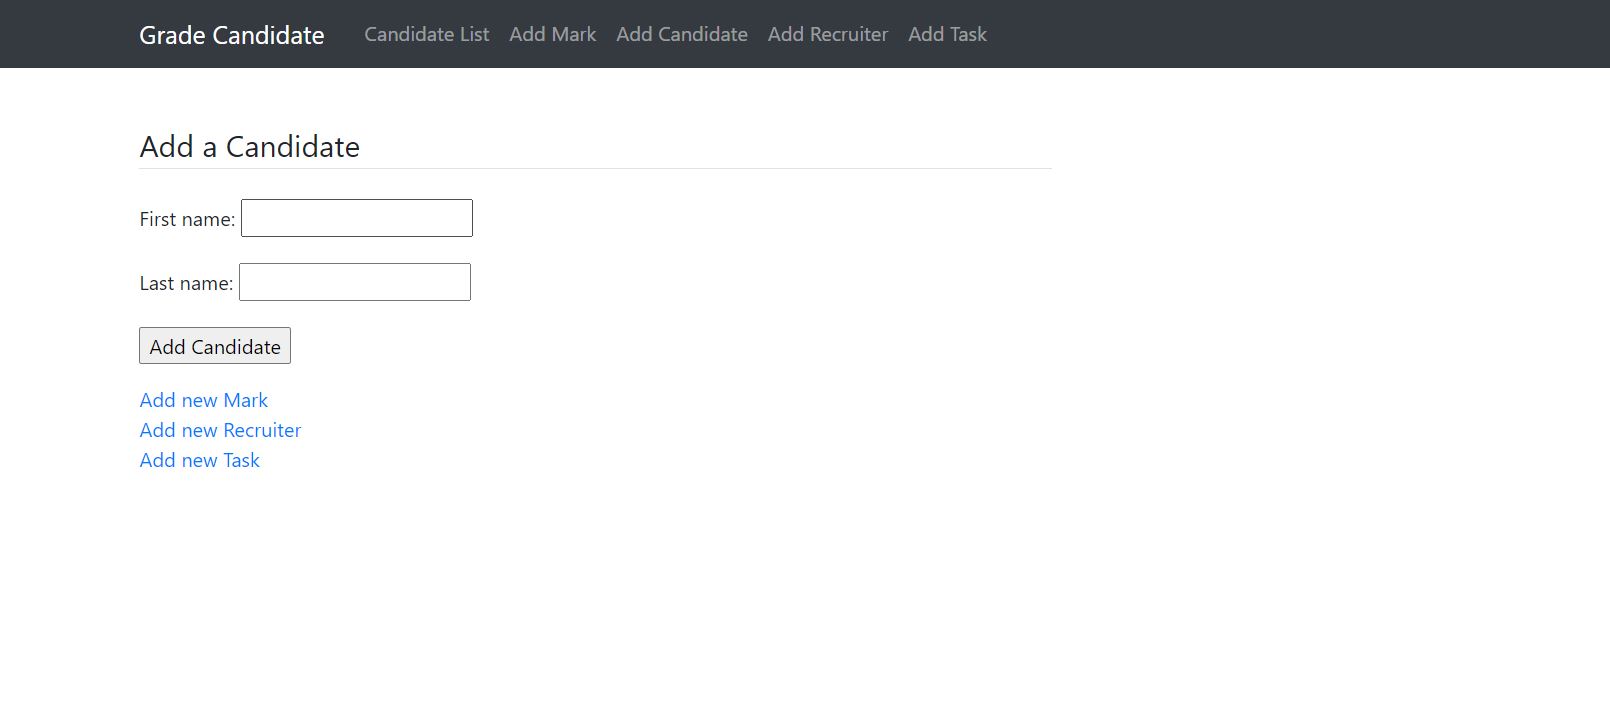 Grade Candidate Candidate List Add Mark Add Candidate Add Recruiter Add Task
Add a Candidate
First name:
Last name:
Add Candidate
Add new Mark
Add new Recruiter
Add new Task